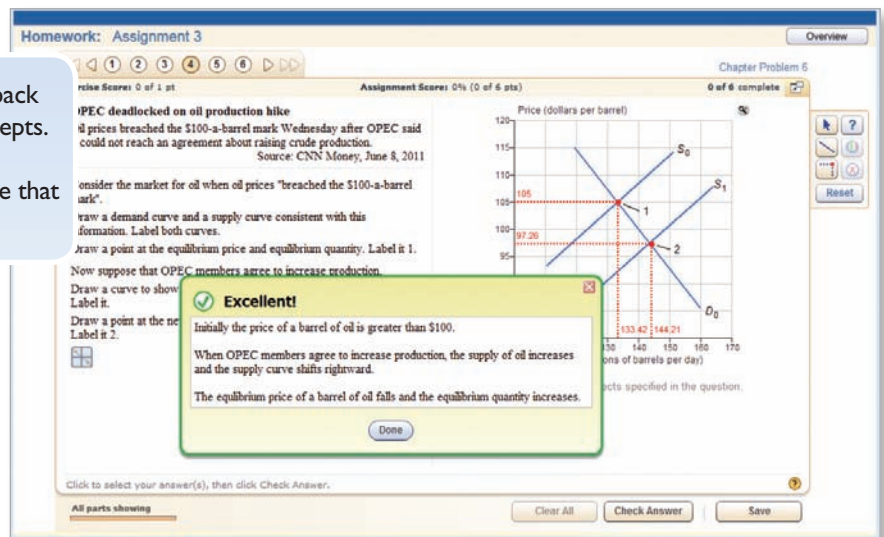 Homework: Assignment 3
Overview
1 2 3 4 5 6
Chapter Problem 6
rcise Score: 0 of 1 pt
Assignment Score: 0% (0 of 6 pts)
0 of 6 complete
back
epts.
e that
OPEC deadlocked on oil production hike
l prices breached the $100-a-barrel mark Wednesday after OPEC said
could not reach an agreement about raising crude production.
Source: CNN Money, June 8, 2011
onsider the market for oil when oil prices "breached the $100-a-barrel
ark".
raw a demand curve and a supply curve consistent with this
formation. Label both curves.
raw a point at the equilibrium price and equilibrium quantity. Label it 1.
Now suppose that OPEC members agree to increase production.
Draw a curve to show
Label it.
Draw a point at the ne
Label it 2.
Price (dollars per barrel)
120
115
110
105
100
95
105
97.26
S0
S1
1
2
D0
133.42
144.21
130 140 150 160 170
ons of barrels per day)
ects specified in the question.
?
Reset
Excellent!
Initially the price of a barrel of oil is greater than $100.
When OPEC members agree to increase production, the supply of oil increases
and the supply curve shifts rightward.
The equlibrium price of a barrel of oil falls and the equilibrium quantity increases.
Done
Click to select your answer(s), then click Check Answer.
?
All parts showing
Clear All
Check Answer
Save